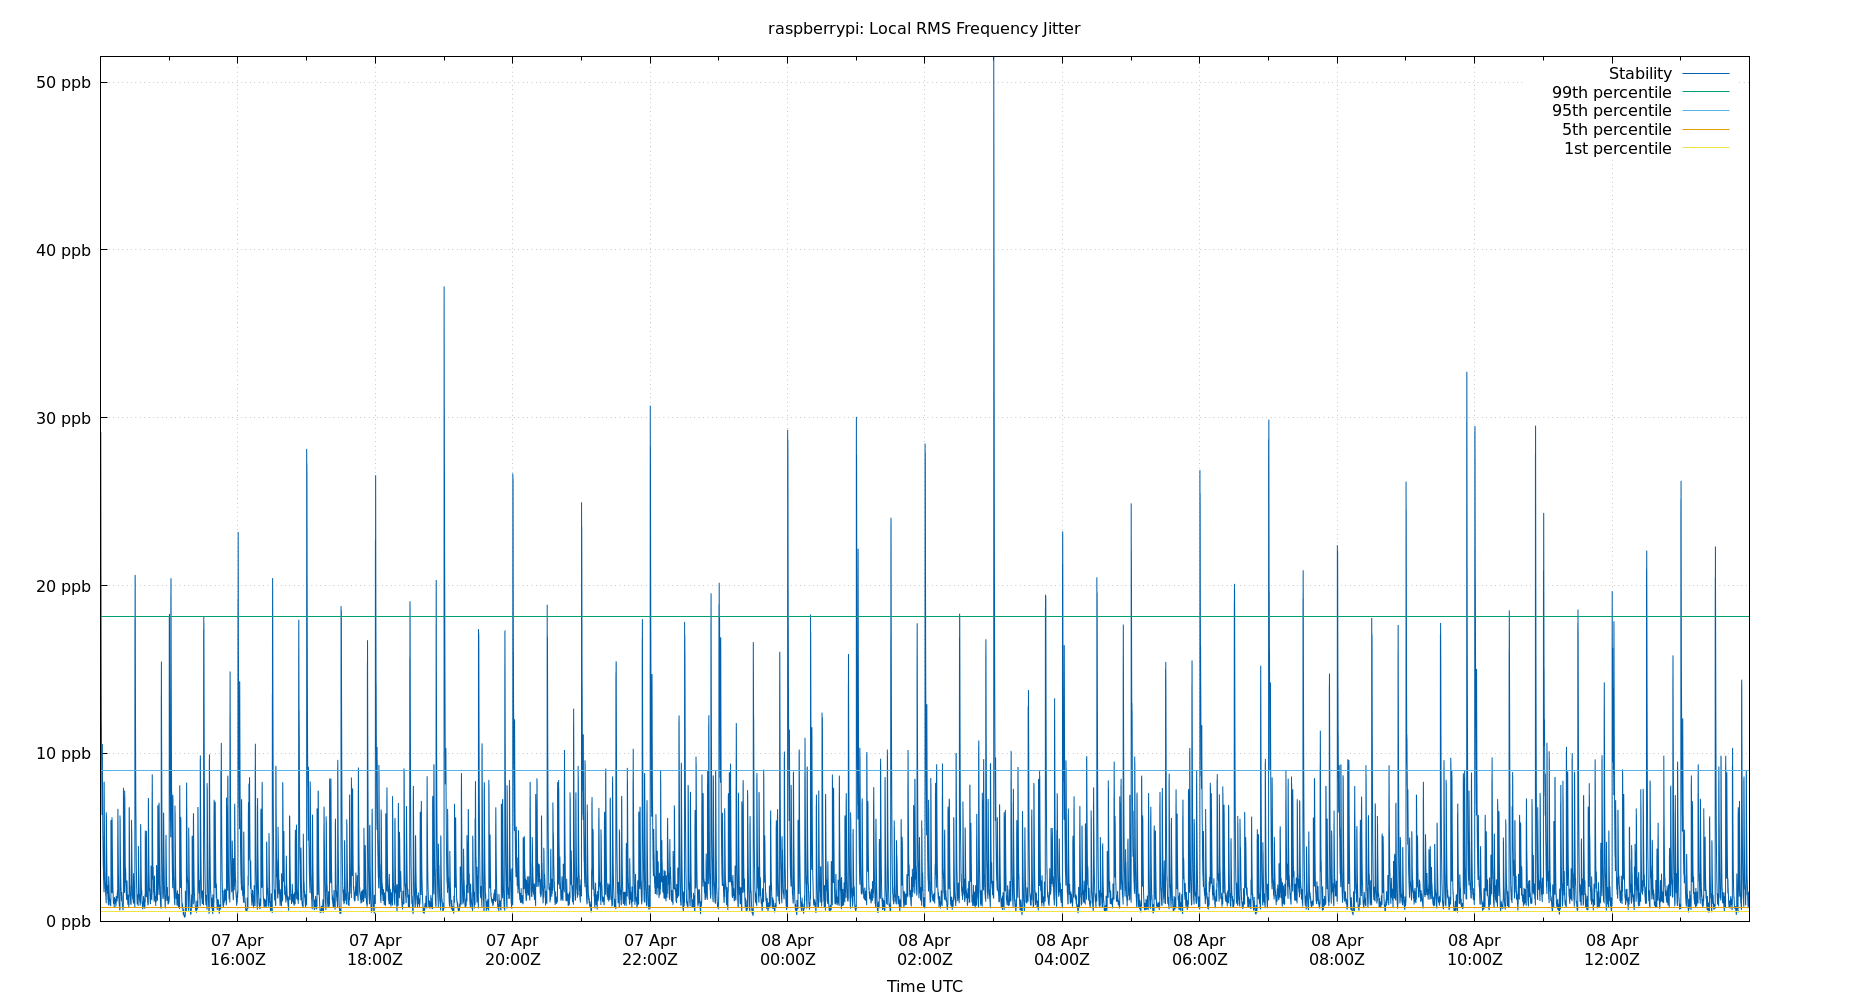 raspberrypi: Local RMS Frequency Jitter
50 ppb
40 ppb
30 ppb
20 ppb
10 ppb
0 ppb
Stability
99th percentile
95th percentile
5th percentile
1st percentile
07 Apr
16:00Z
07 Apr
18:00Z
07 Apr
20:00Z
07 Apr
22:00Z
08 Apr
00:00Z
08 Apr
02:00Z
08 Apr
04:00Z
08 Apr
06:00Z
08 Apr
08:00Z
08 Apr
10:00Z
08 Apr
12:00Z
Time UTC